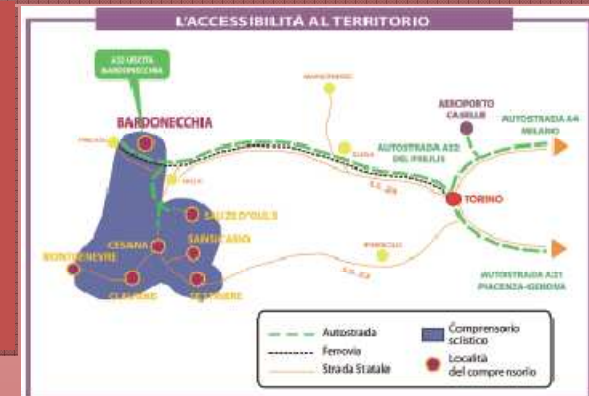 L'ACCESSIBILITÀ AL TERRITORIO
A32 USCITA
BARDONECCHIA
BARDONECCHIA
AEROPORTO
CASELLE
AUTOSTRADA A4
MILANO
AUTOSTRADA A32
DEL FREJUS
S.S. 24
TORINO
SAUZE D'OULX
CESANA
SANSICARIO
MONTGENEVRE
CLAVIERE
SESTRIERE
PINEROLO
S.S. 23
AUTOSTRADA A21
PIACENZA-GENOVA
Autostrada
Ferrovia
Strada Statale
Comprensorio
sciistico
Località
del comprensorio